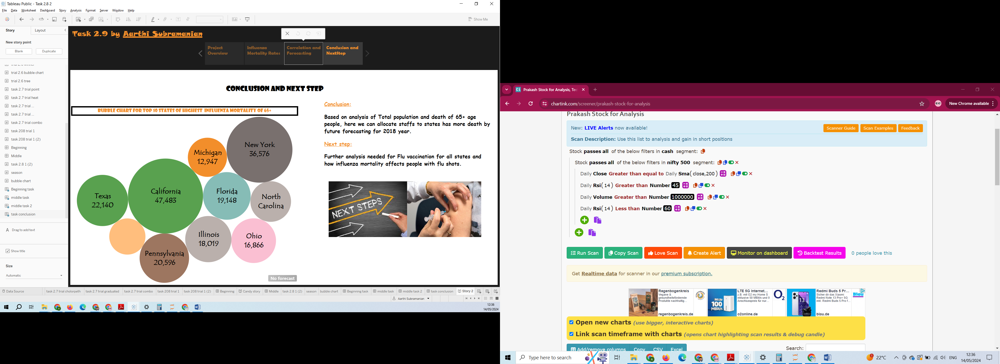 Tableau Public - Task 2.8 2
File Data Worksheet Dashboard Story Analysis Format Server Window Help
Show Me
Story Layout
New story point
Blank Duplicate
trial 2.6 bubble chart
trial 2.6 tree
task 2.7 trial point
task 2.7 trial heat
task 2.7 trial ...
task 2.7 trial ...
task 2.7 trial combo
task 208 trial 1
task 208 trial 1 (2)
Beginning
Middle
task 2.8 1 (2)
season
bubble chart
Beginning task
middle task
middle task 2
task conclusion
A Drag to add text
Show title
Size
Automatic
Task 2.9 by Aarthi Subramanian
Project Overview
Influenza Mortality Rates
Correlation and Forecasting
Conclusion and NextStep
CONCLUSION AND NEXT STEP
BUBBLE CHART FOR TOP 10 STATES OF HIGHEST INFLUENZA MORTALITY OF 65+
New York
36,576
Michigan
12,947
California
47,483
Texas
22,140
Florida
19,148
North
Carolina
Illinois
18,019
Ohio
16,866
Pennsylvania
20,596
No forecast
Conclusion:
Based on analysis of Total population and death of 65+ age
people, here we can allocate staffs to states has more death by
future forecasting for 2018 year.
Next step:
Further analysis needed for Flu vaccination for all states and
how influenza mortality affects people with flu shots.
NEXT STEPS
Data Source task 2.7 trial cholorpeth task 2.7 trial graduated task 2.7 trial combo task 208 trial 1 task 208 trial 1 (2) Beginning Candy story Middle task 2.8 1 (2) season bubble chart Beginning task middle task middle task 2 task conclusion Story 2
Aarthi Subramanian
12:36
14/05/2024
Ci Prakash Stock for Analysis, Tec
chartink.com/screener/prakash-stock-for-analysis
New Chrome available
Prakash Stock for Analysis
New: LIVE Alerts now available!
Scanner Guide Scan Examples Feedback
Scan Description: Use this list to analysis and gain in short positions
Stock passes all of the below filters in cash segment:
Stock passes all of the below filters in nifty 500 segment:
Daily Close Greater than equal to Daily Sma( close,200 )
Daily Rsi( 14 ) Greater than Number 45
Daily Volume Greater than Number 1000000
Daily Rsi( 14 ) Less than Number 60
Run Scan Copy Scan Love Scan Create Alert Monitor on dashboard Backtest Results 0 people love this
Get Realtime data for scanner in our premium subscription.
Regenbogenkreis
Vegane &
gesundheitsfördernde
Produkte nachhaltig...
regenbogenkreis.de
BIS ZU
100
MBit/s
LTE 5G Internet...
z.B. mit O2 my Home S
inklusive 50 MBit/s und 0
Anschlusspreis für nur...
o2online.de
O2
13
Redmi Buds 5 Pr...
Sicher dir das Xiaomi
Redmi Note 13 Pro+ 5G
inkl. Redmi Buds 5 Pro f...
blau.de
Blau
Open new charts (use bigger, interactive charts)
Link scan timeframe with charts (opens chart highlighting scan results & debug candle)
Add/remove columns Copy CSV Excel
Search:
Type here to search
22°C
ENG
12:36
14/05/2024